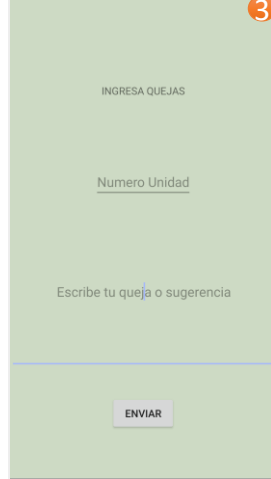 3
INGRESA QUEJAS
Numero Unidad
Escribe tu queja o sugerencia
ENVIAR